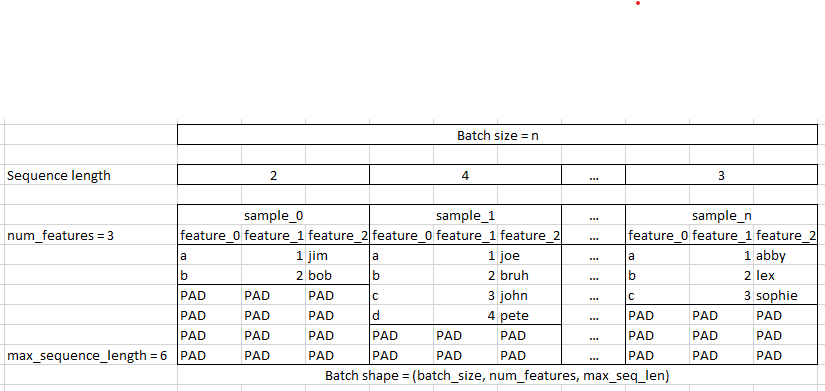 Batch size = n
Sequence length 2 4 ... 3
sample_0 sample_1 ... sample_n
num_features = 3 feature_0 feature_1 feature_2 feature_0 feature_1 feature_2 ... feature_0 feature_1 feature_2
a 1 jim a 1 joe ... a 1 abby
b 2 bob b 2 bruh ... b 2 lex
PAD PAD PAD c 3 john ... c 3 sophie
PAD PAD PAD d 4 pete ... PAD PAD PAD
PAD PAD PAD PAD PAD PAD ... PAD PAD PAD
max_sequence_length = 6 PAD PAD PAD PAD PAD PAD ... PAD PAD PAD
Batch shape = (batch_size, num_features, max_seq_len)